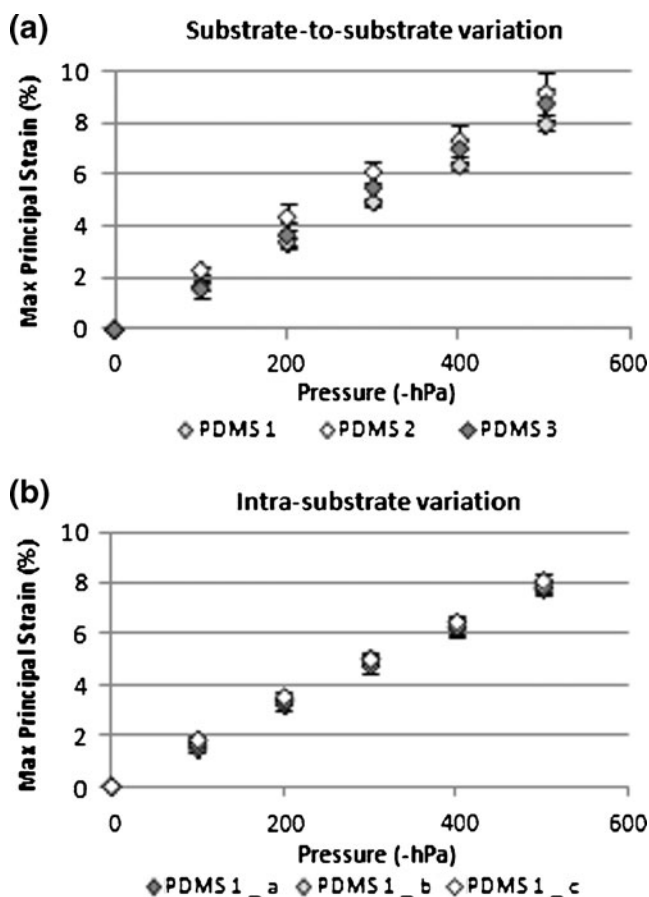 (a)
Substrate-to-substrate variation
Max Principal Strain (%)
10
8
6
4
2
0
0 200 400 600
Pressure (-hPa)
PDMS 1 PDMS 2 PDMS 3
(b)
Intra-substrate variation
Max Principal Strain (%)
10
8
6
4
2
0
0 200 400 600
Pressure (-hPa)
PDMS 1 _ a PDMS 1 _ b PDMS 1 _ c